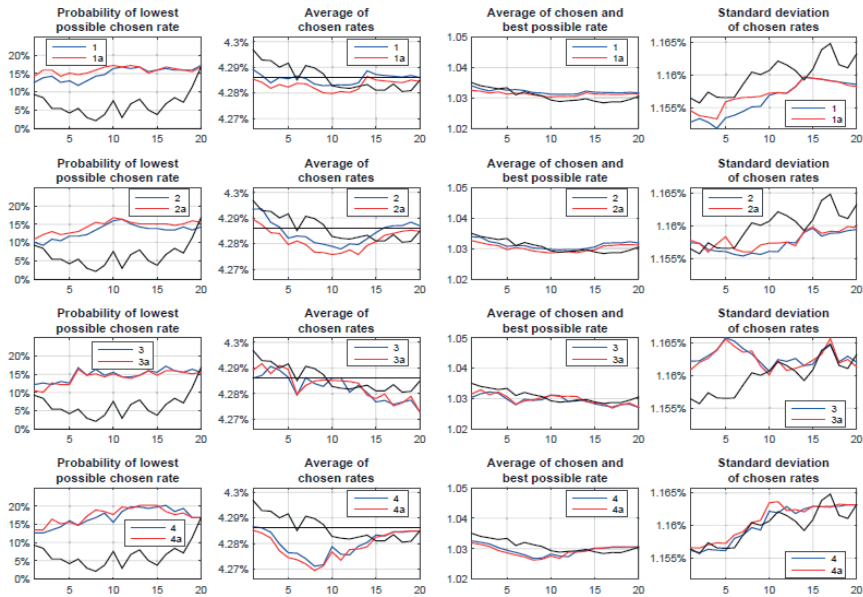 Probability of lowest
possible chosen rate
Average of
chosen rates
Average of chosen and
best possible rate
Standard deviation
of chosen rates
20%
15%
10%
5%
0%
5 10 15 20
1
1a
4.3%
4.29%
4.28%
4.27%
5 10 15 20
1
1a
1.05
1.04
1.03
1.02
5 10 15 20
1
1a
1.165%
1.16%
1.155%
5 10 15 20
1
1a
Probability of lowest
possible chosen rate
Average of
chosen rates
Average of chosen and
best possible rate
Standard deviation
of chosen rates
20%
15%
10%
5%
0%
5 10 15 20
2
2a
4.3%
4.29%
4.28%
4.27%
5 10 15 20
2
2a
1.05
1.04
1.03
1.02
5 10 15 20
2
2a
1.165%
1.16%
1.155%
5 10 15 20
2
2a
Probability of lowest
possible chosen rate
Average of
chosen rates
Average of chosen and
best possible rate
Standard deviation
of chosen rates
20%
15%
10%
5%
0%
5 10 15 20
3
3a
4.3%
4.29%
4.28%
4.27%
5 10 15 20
3
3a
1.05
1.04
1.03
1.02
5 10 15 20
3
3a
1.165%
1.16%
1.155%
5 10 15 20
3
3a
Probability of lowest
possible chosen rate
Average of
chosen rates
Average of chosen and
best possible rate
Standard deviation
of chosen rates
20%
15%
10%
5%
0%
5 10 15 20
4
4a
4.3%
4.29%
4.28%
4.27%
5 10 15 20
4
4a
1.05
1.04
1.03
1.02
5 10 15 20
4
4a
1.165%
1.16%
1.155%
5 10 15 20
4
4a